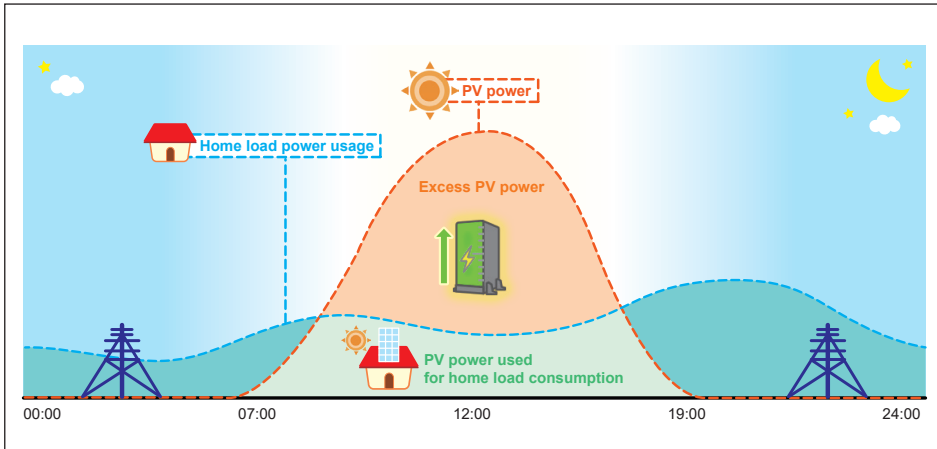 PV power
Home load power usage
Excess PV power
PV power used
for home load consumption
00:00
07:00
12:00
19:00
24:00